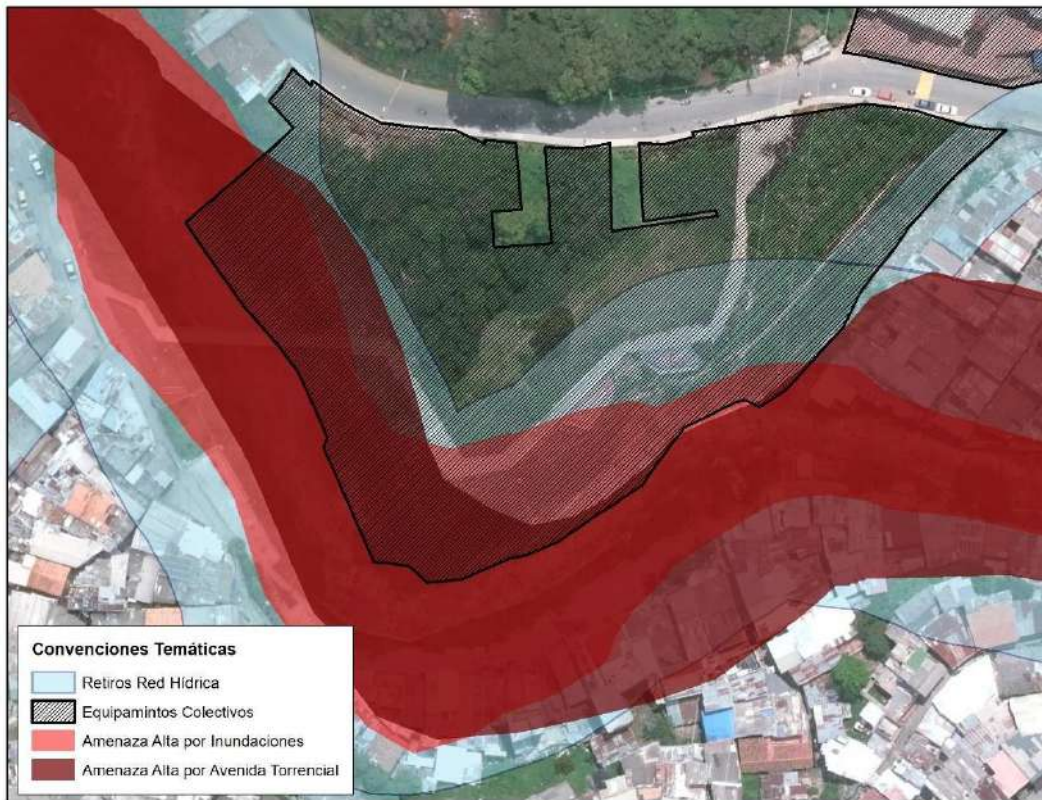 Convenciones Temáticas
Retiros Red Hídrica
Equipamintos Colectivos
Amenaza Alta por Inundaciones
Amenaza Alta por Avenida Torrencial